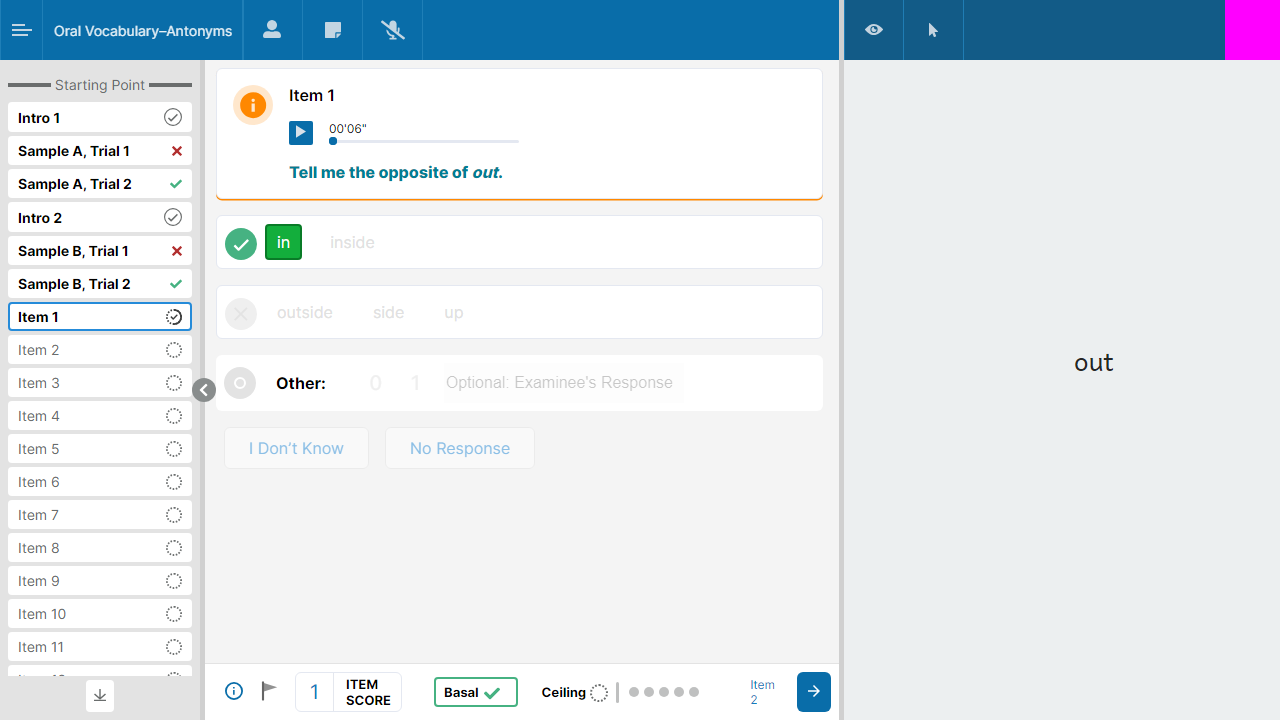 Oral Vocabulary–Antonyms
Starting Point
Intro 1
Sample A, Trial 1
Sample A, Trial 2
Intro 2
Sample B, Trial 1
Sample B, Trial 2
Item 1
Item 2
Item 3
Item 4
Item 5
Item 6
Item 7
Item 8
Item 9
Item 10
Item 11
Item 1
00'06"
Tell me the opposite of out.
in inside
outside side up
Other: 0 1 Optional: Examinee's Response
I Don't Know No Response
1 ITEM
SCORE
Basal
Ceiling
Item
2
out